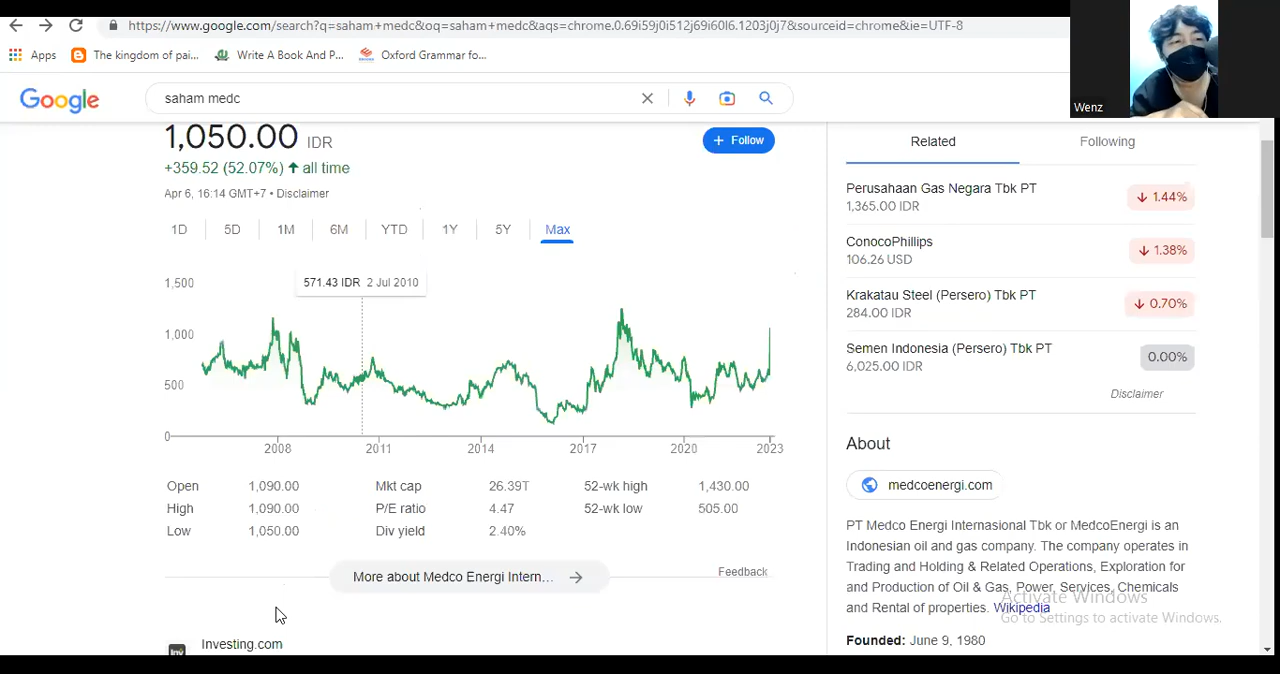 https://www.google.com/search?q=saham+medc&oq=saham+medc&aqs=chrome.0.69i59j0i512j69i60l6.1203j0j7&sourceid=chrome&ie=UTF-8
Apps The kingdom of pai... Write A Book And P... Oxford Grammar fo...
Wenz
Google saham medc
1,050.00 IDR
+ Follow
+359.52 (52.07%) ↑ all time
Apr 6, 16:14 GMT+7 • Disclaimer
1D 5D 1M 6M YTD 1Y 5Y Max
571.43 IDR 2 Jul 2010
1,500
1,000
500
0
2008 2011 2014 2017 2020 2023
Open 1,090.00 Mkt cap 26.39T 52-wk high 1,430.00
High 1,090.00 P/E ratio 4.47 52-wk low 505.00
Low 1,050.00 Div yield 2.40%
More about Medco Energi Intern... →
Feedback
Investing.com
Related Following
Perusahaan Gas Negara Tbk PT
1,365.00 IDR
↓ 1.44%
ConocoPhillips
106.26 USD
↓ 1.38%
Krakatau Steel (Persero) Tbk PT
284.00 IDR
↓ 0.70%
Semen Indonesia (Persero) Tbk PT
6,025.00 IDR
0.00%
Disclaimer
About
medcoenergi.com
PT Medco Energi Internasional Tbk or MedcoEnergi is an
Indonesian oil and gas company. The company operates in
Trading and Holding & Related Operations, Exploration for
and Production of Oil & Gas, Power, Services, Chemicals
and Rental of properties. Wikipedia
Founded: June 9, 1980
Activate Windows
Go to Settings to activate Windows.